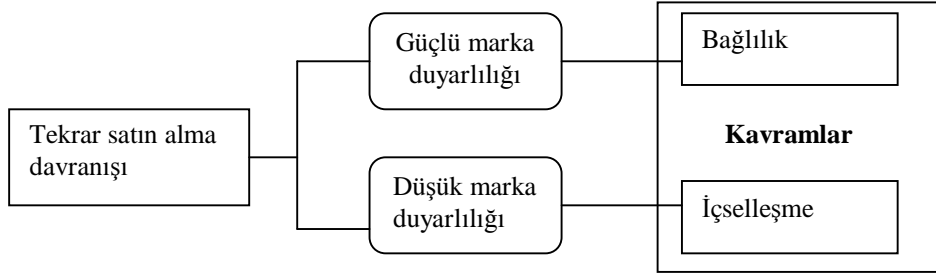 Güçlü marka
duyarlılığı
Bağlılık
Tekrar satın alma
davranışı
Kavramlar
Düşük marka
duyarlılığı
İçselleşme